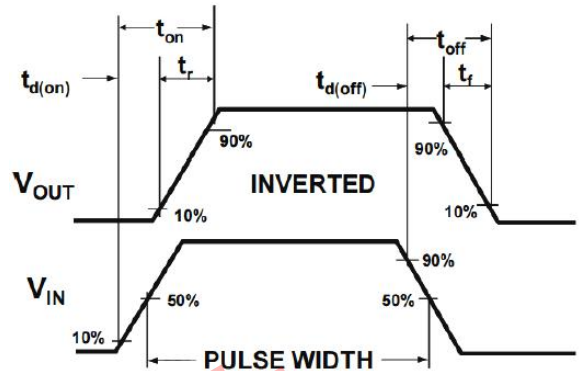 ton
toff
td(on)
tr
td(off)
tf
90%
90%
VOUT
INVERTED
10%
10%
90%
VIN
50%
50%
10%
PULSE WIDTH